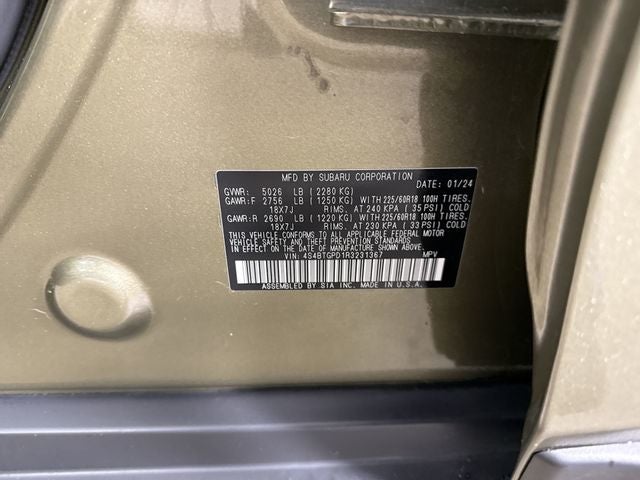 MFD BY SUBARU CORPORATION DATE: 01/24
GVWR: 5026 LB (2280 KG)
GAWR:F 2756 LB (1250 KG) WITH 225/60R18 100H TIRES.
18X7J RIMS. AT 240 KPA (35 PSI) COLD
GAWR:R 2690 LB (1220 KG) WITH 225/60R18 100H TIRES.
18X7J RIMS. AT 230 KPA (33 PSI) COLD
THIS VEHICLE CONFORMS TO ALL APPLICABLE FEDERAL MOTOR
VEHICLE SAFETY AND THEFT PREVENTION STANDARDS IN EFFECT
ON THE DATE OF MANUFACTURE SHOWN ABOVE.
VIN: 4S4BTGPD1R3231367 MPV
ASSEMBLED BY SIA INC. MADE IN U.S.A.